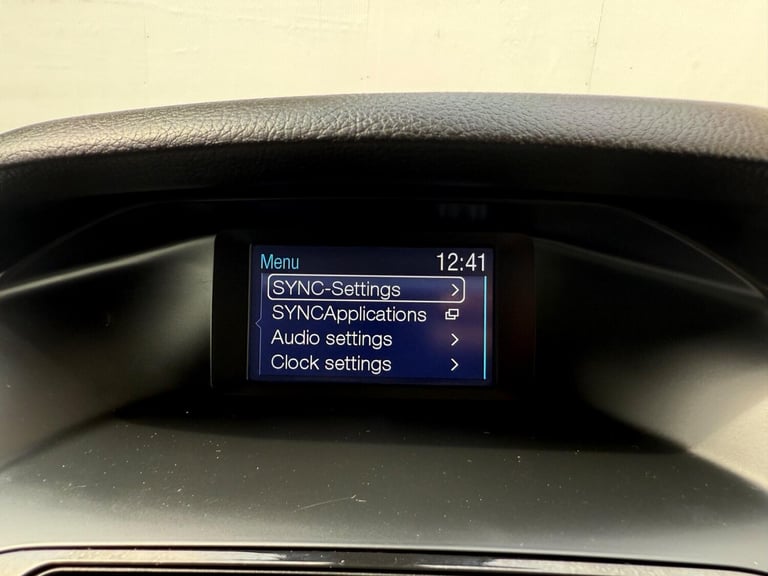 Menu 12:41
SYNC-Settings
SYNCApplications
Audio settings
Clock settings